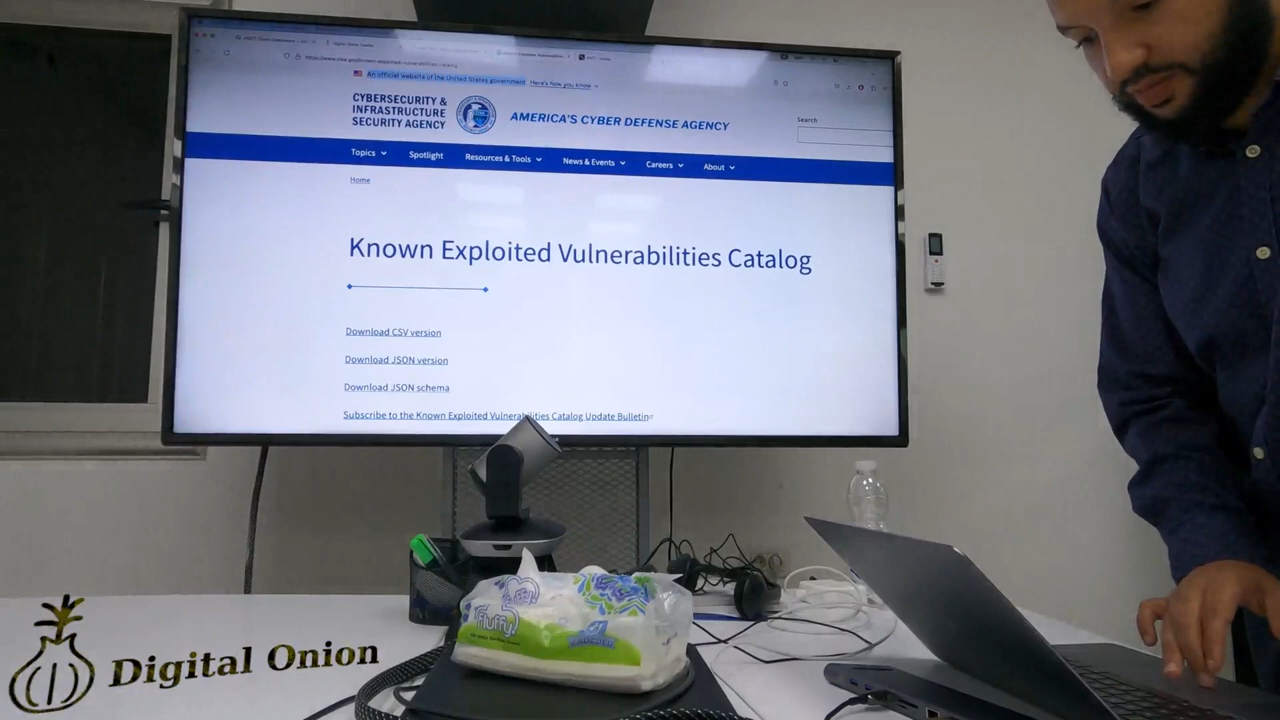 An official website of the United States government Here's how you know
CYBERSECURITY &
INFRASTRUCTURE
SECURITY AGENCY
AMERICA'S CYBER DEFENSE AGENCY
Search
Topics
Spotlight
Resources & Tools
News & Events
Careers
About
Home
Known Exploited Vulnerabilities Catalog
Download CSV version
Download JSON version
Download JSON schema
Subscribe to the Known Exploited Vulnerabilities Catalog Update Bulletin
Fluffy!
Digital Onion